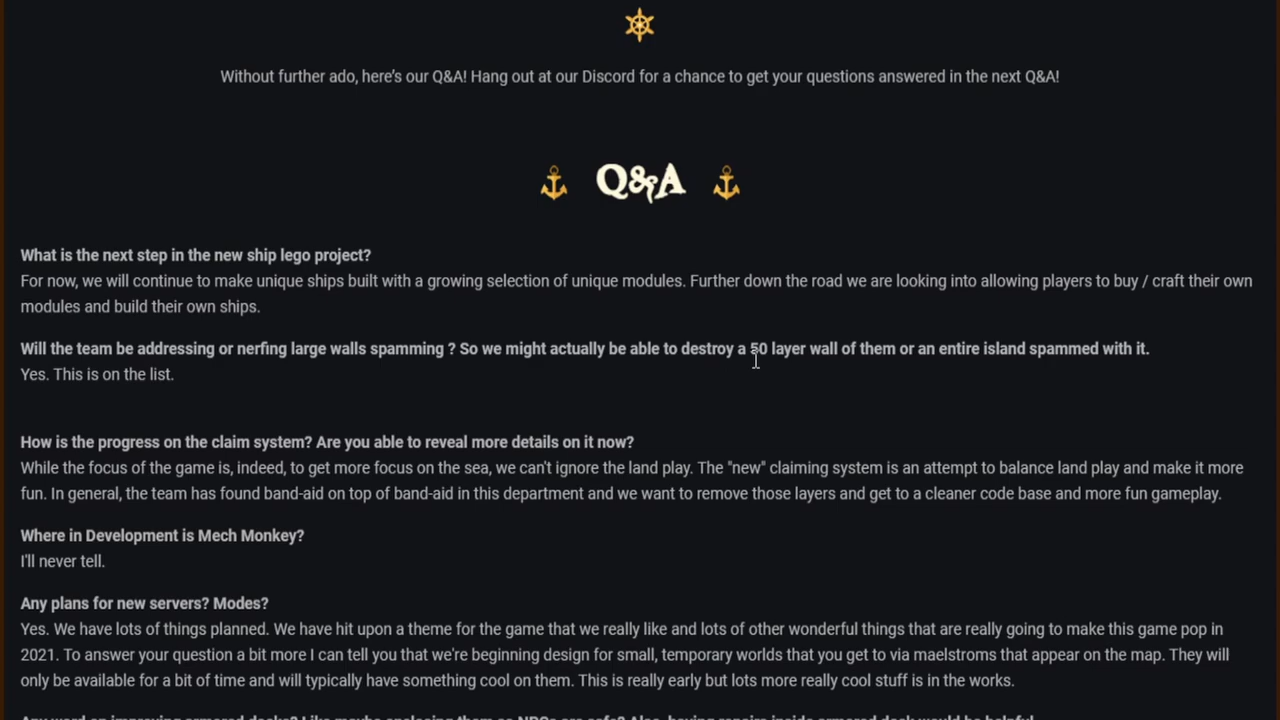 Without further ado, here's our Q&A! Hang out at our Discord for a chance to get your questions answered in the next Q&A!
Q&A
What is the next step in the new ship lego project?
For now, we will continue to make unique ships built with a growing selection of unique modules. Further down the road we are looking into allowing players to buy / craft their own
modules and build their own ships.
Will the team be addressing or nerfing large walls spamming ? So we might actually be able to destroy a 50 layer wall of them or an entire island spammed with it.
Yes. This is on the list.
How is the progress on the claim system? Are you able to reveal more details on it now?
While the focus of the game is, indeed, to get more focus on the sea, we can't ignore the land play. The "new" claiming system is an attempt to balance land play and make it more
fun. In general, the team has found band-aid on top of band-aid in this department and we want to remove those layers and get to a cleaner code base and more fun gameplay.
Where in Development is Mech Monkey?
I'll never tell.
Any plans for new servers? Modes?
Yes. We have lots of things planned. We have hit upon a theme for the game that we really like and lots of other wonderful things that are really going to make this game pop in
2021. To answer your question a bit more I can tell you that we're beginning design for small, temporary worlds that you get to via maelstroms that appear on the map. They will
only be available for a bit of time and will typically have something cool on them. This is really early but lots more really cool stuff is in the works.